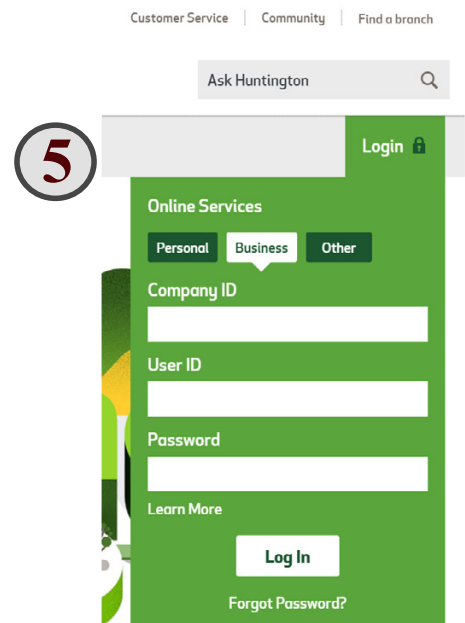 Customer Service Community Find a branch
Ask Huntington
5
Login
Online Services
Personal Business Other
Company ID
User ID
Password
Learn More
Log In
Forgot Password?